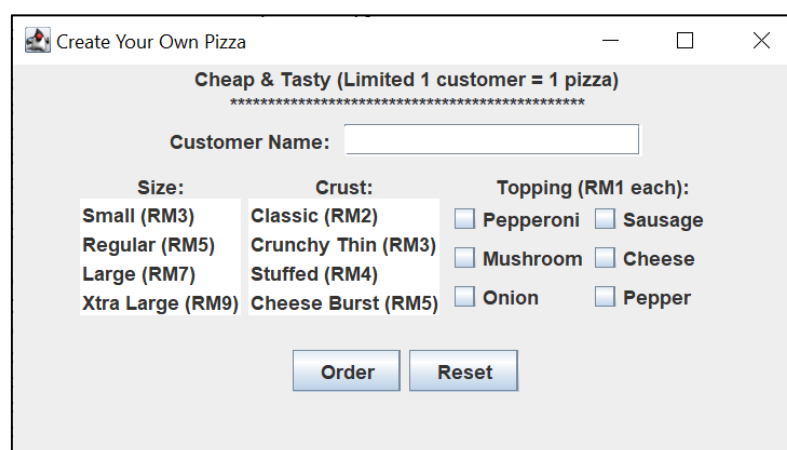 Create Your Own Pizza
Cheap & Tasty (Limited 1 customer = 1 pizza)
***********************************************
Customer Name:
Size:
Small (RM3)
Regular (RM5)
Large (RM7)
Xtra Large (RM9)
Crust:
Classic (RM2)
Crunchy Thin (RM3)
Stuffed (RM4)
Cheese Burst (RM5)
Topping (RM1 each):
Pepperoni Sausage
Mushroom Cheese
Onion Pepper
Order Reset